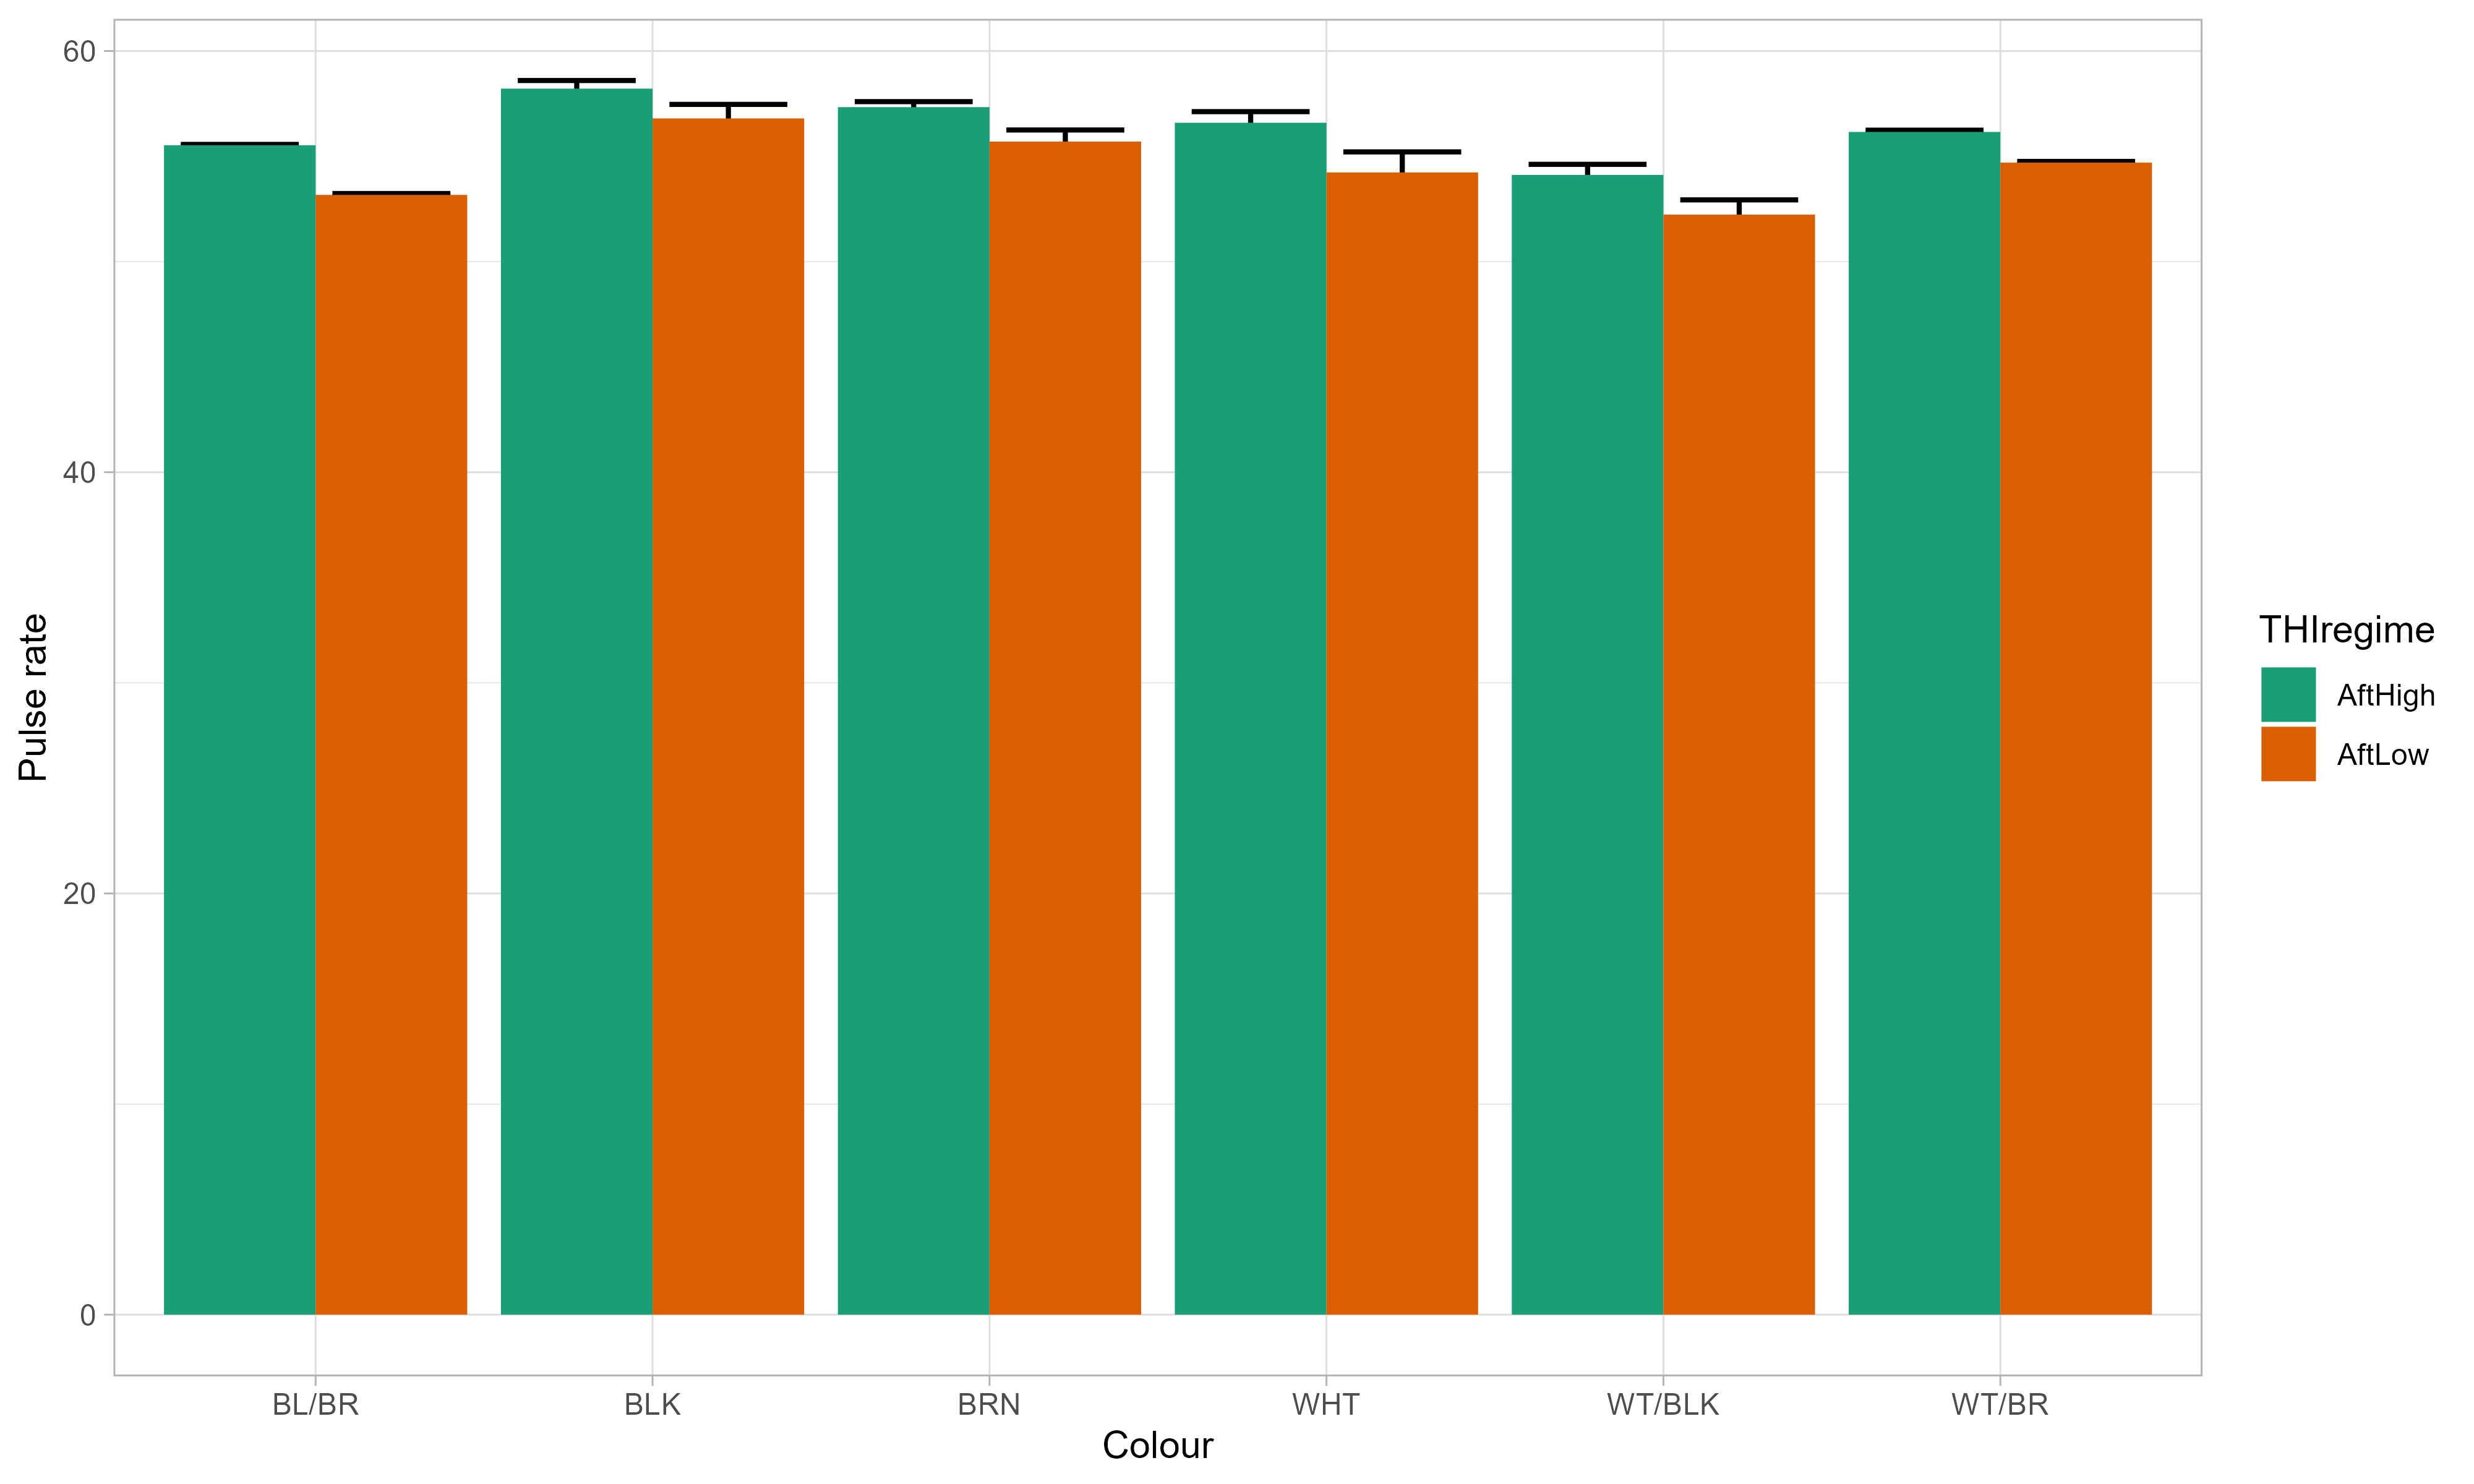 60
40
20
0
Pulse rate
BL/BR BLK BRN WHT WT/BLK WT/BR
Colour
THIregime
AftHigh
AftLow